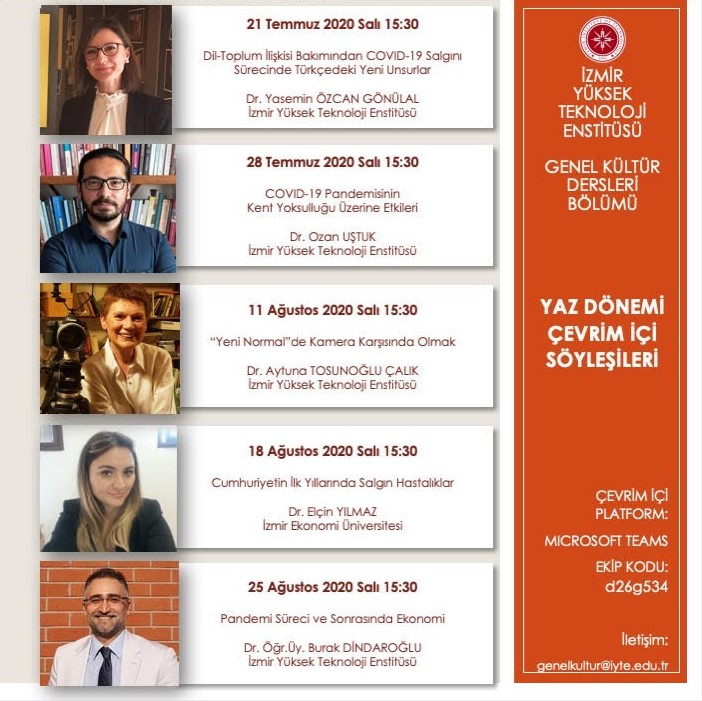 21 Temmuz 2020 Salı 15:30
Dil-Toplum İlişkisi Bakımından COVID-19 Salgını
Sürecinde Türkçedeki Yeni Unsurlar
Dr. Yasemin ÖZCAN GÖNÜLAL
İzmir Yüksek Teknoloji Enstitüsü
28 Temmuz 2020 Salı 15:30
COVID-19 Pandemisinin
Kent Yoksulluğu Üzerine Etkileri
Dr. Ozan UŞTUK
İzmir Yüksek Teknoloji Enstitüsü
11 Ağustos 2020 Salı 15:30
“Yeni Normal”de Kamera Karşısında Olmak
Dr. Aytuna TOSUNOĞLU ÇALIK
İzmir Yüksek Teknoloji Enstitüsü
18 Ağustos 2020 Salı 15:30
Cumhuriyetin İlk Yıllarında Salgın Hastalıklar
Dr. Elçin YILMAZ
İzmir Ekonomi Üniversitesi
25 Ağustos 2020 Salı 15:30
Pandemi Süreci ve Sonrasında Ekonomi
Dr. Öğr.Üy. Burak DİNDAROĞLU
İzmir Yüksek Teknoloji Enstitüsü
İZMİR
YÜKSEK
TEKNOLOJİ
ENSTİTÜSÜ
GENEL KÜLTÜR
DERSLERİ
BÖLÜMÜ
YAZ DÖNEMİ
ÇEVRİM İÇİ
SÖYLEŞİLERİ
ÇEVRİM İÇİ
PLATFORM:
MICROSOFT TEAMS
EKİP KODU:
d26g534
İletişim:
genelkultur@iyte.edu.tr